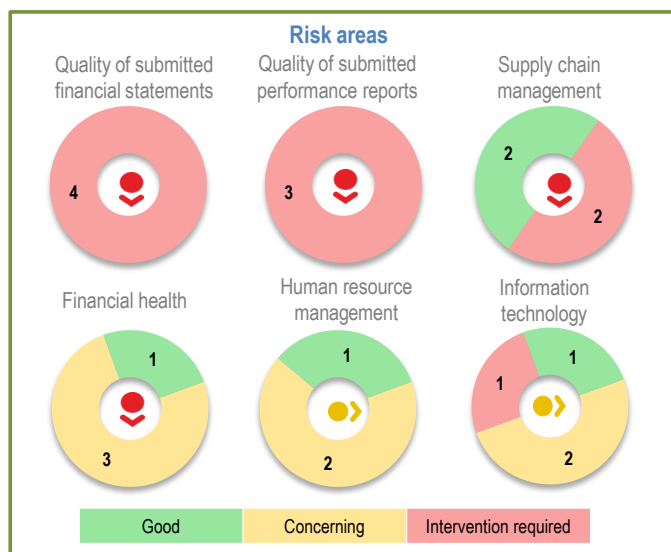 Risk areas
Quality of submitted
financial statements
Quality of submitted
performance reports
Supply chain
management
4
3
2
2
Financial health
Human resource
management
Information
technology
1
3
1
2
1
1
2
Good
Concerning
Intervention required